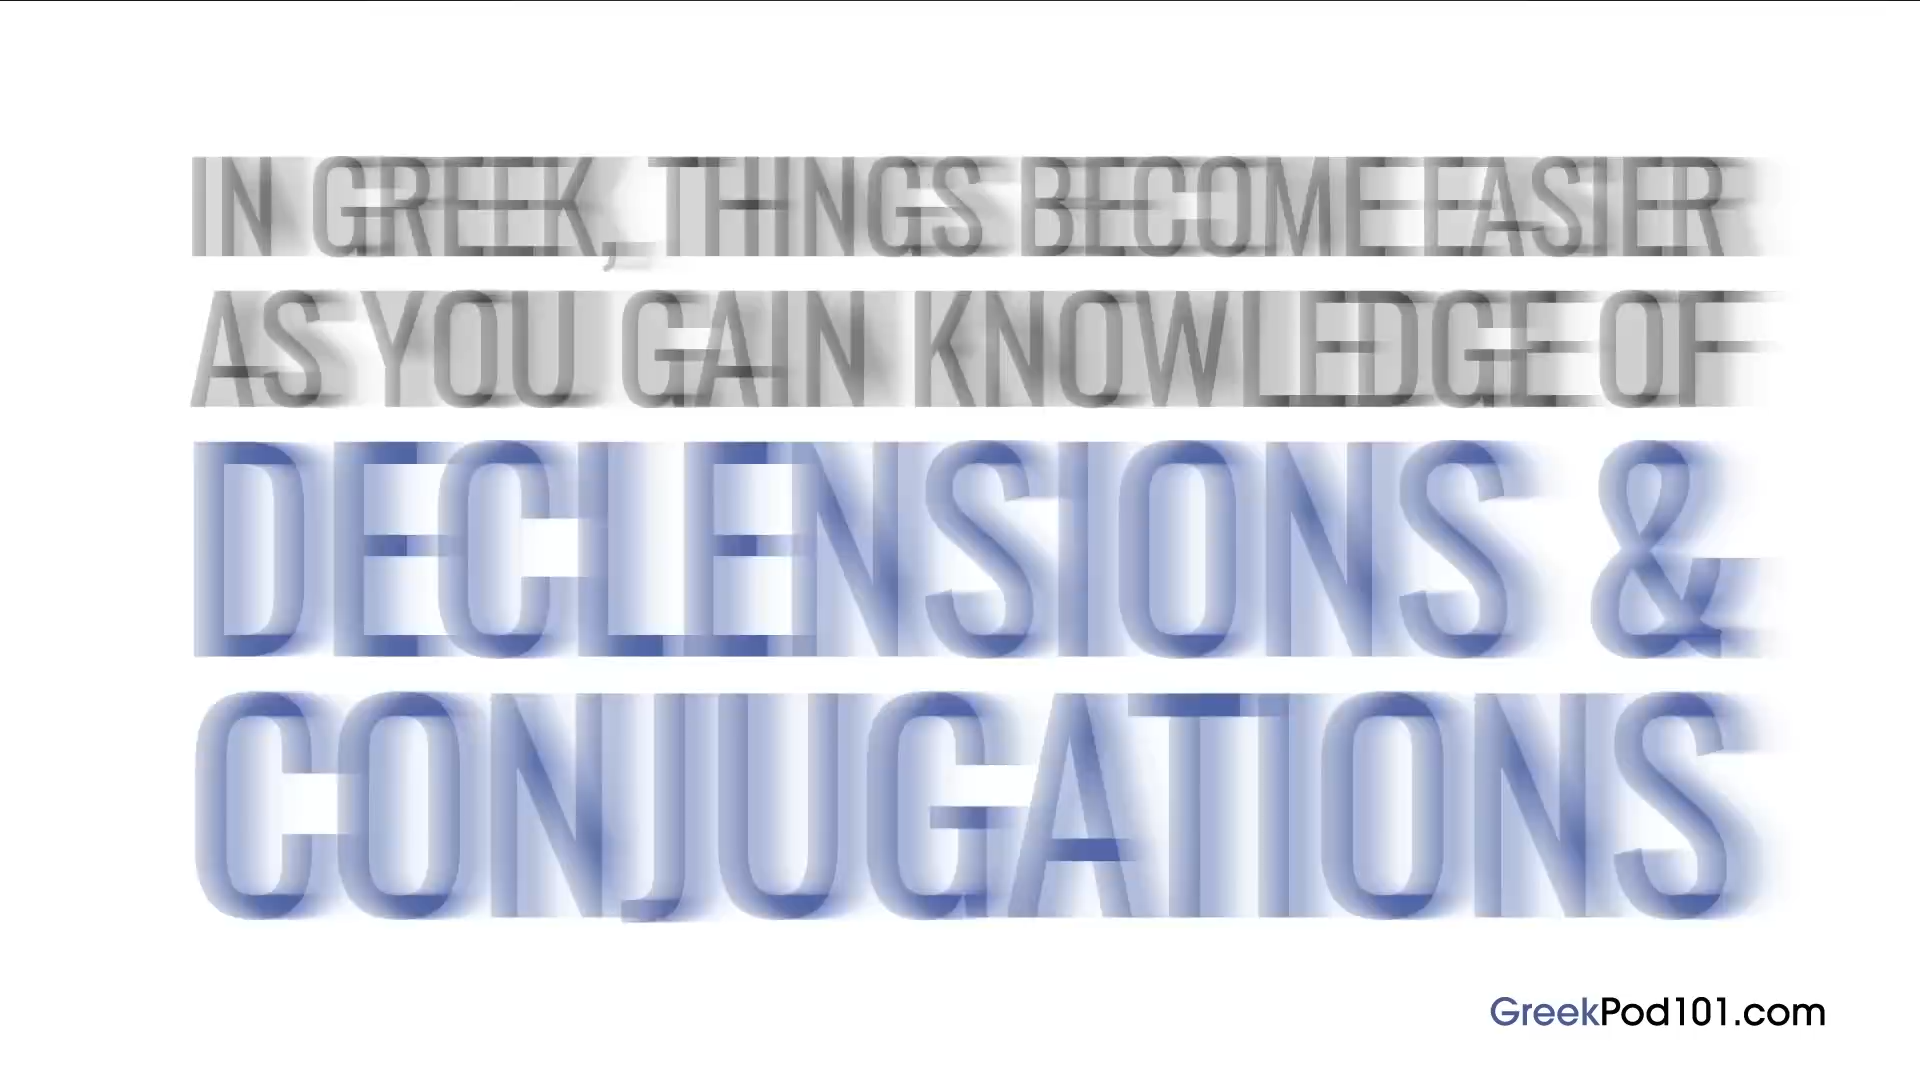 IN GREEK, THINGS BECOME EASIER
AS YOU GAIN KNOWLEDGE OF
DECLENSIONS &
CONJUGATIONS
GreekPod101.com